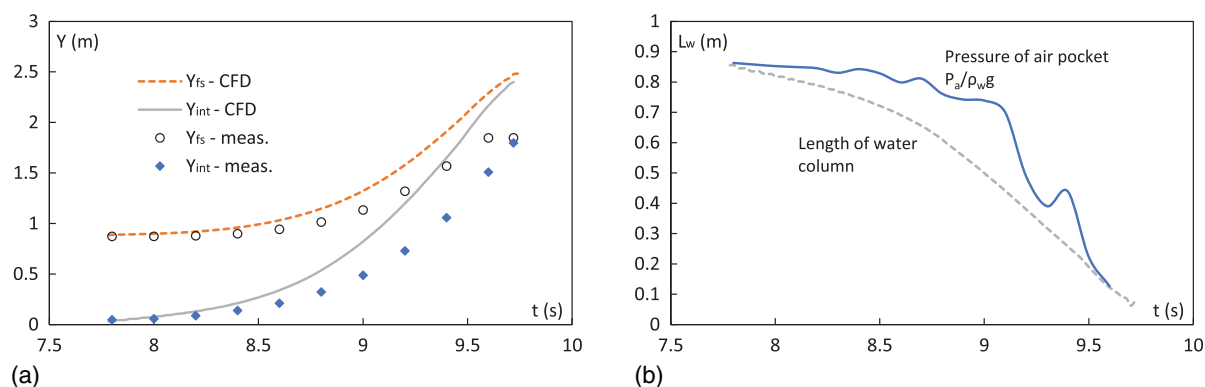 Y (m)
3
2.5
2
1.5
1
0.5
0
Yfs - CFD
Yint - CFD
Yfs - meas.
Yint - meas.
t (s)
7.5 8 8.5 9 9.5 10
(a)
Lw (m)
1
0.9
0.8
0.7
0.6
0.5
0.4
0.3
0.2
0.1
0
Pressure of air pocket
Pa/ρwg
Length of water
column
t (s)
7.5 8 8.5 9 9.5 10
(b)